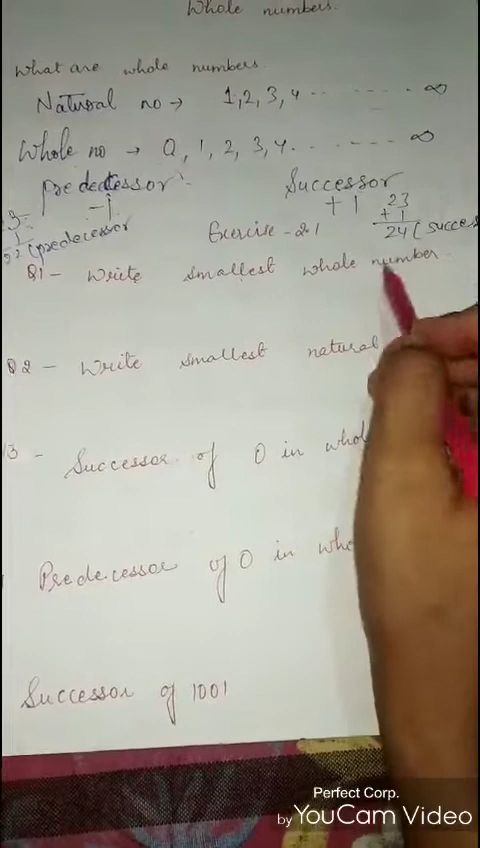 Whole numbers.
What are whole numbers.
Natural no → 1, 2, 3, 4 ........ ∞
Whole no → 0, 1, 2, 3, 4........ ∞
Predecessor Successor
-1 +1 23
+ 1
(predecessor Exercise - 2.1 24 (succes
Q1 - Write smallest whole number.
Q2 - Write smallest natural
3 - Successor of 0 in whol
Predecessor of 0 in who
Successor of 1001
Perfect Corp.
by YouCam Video